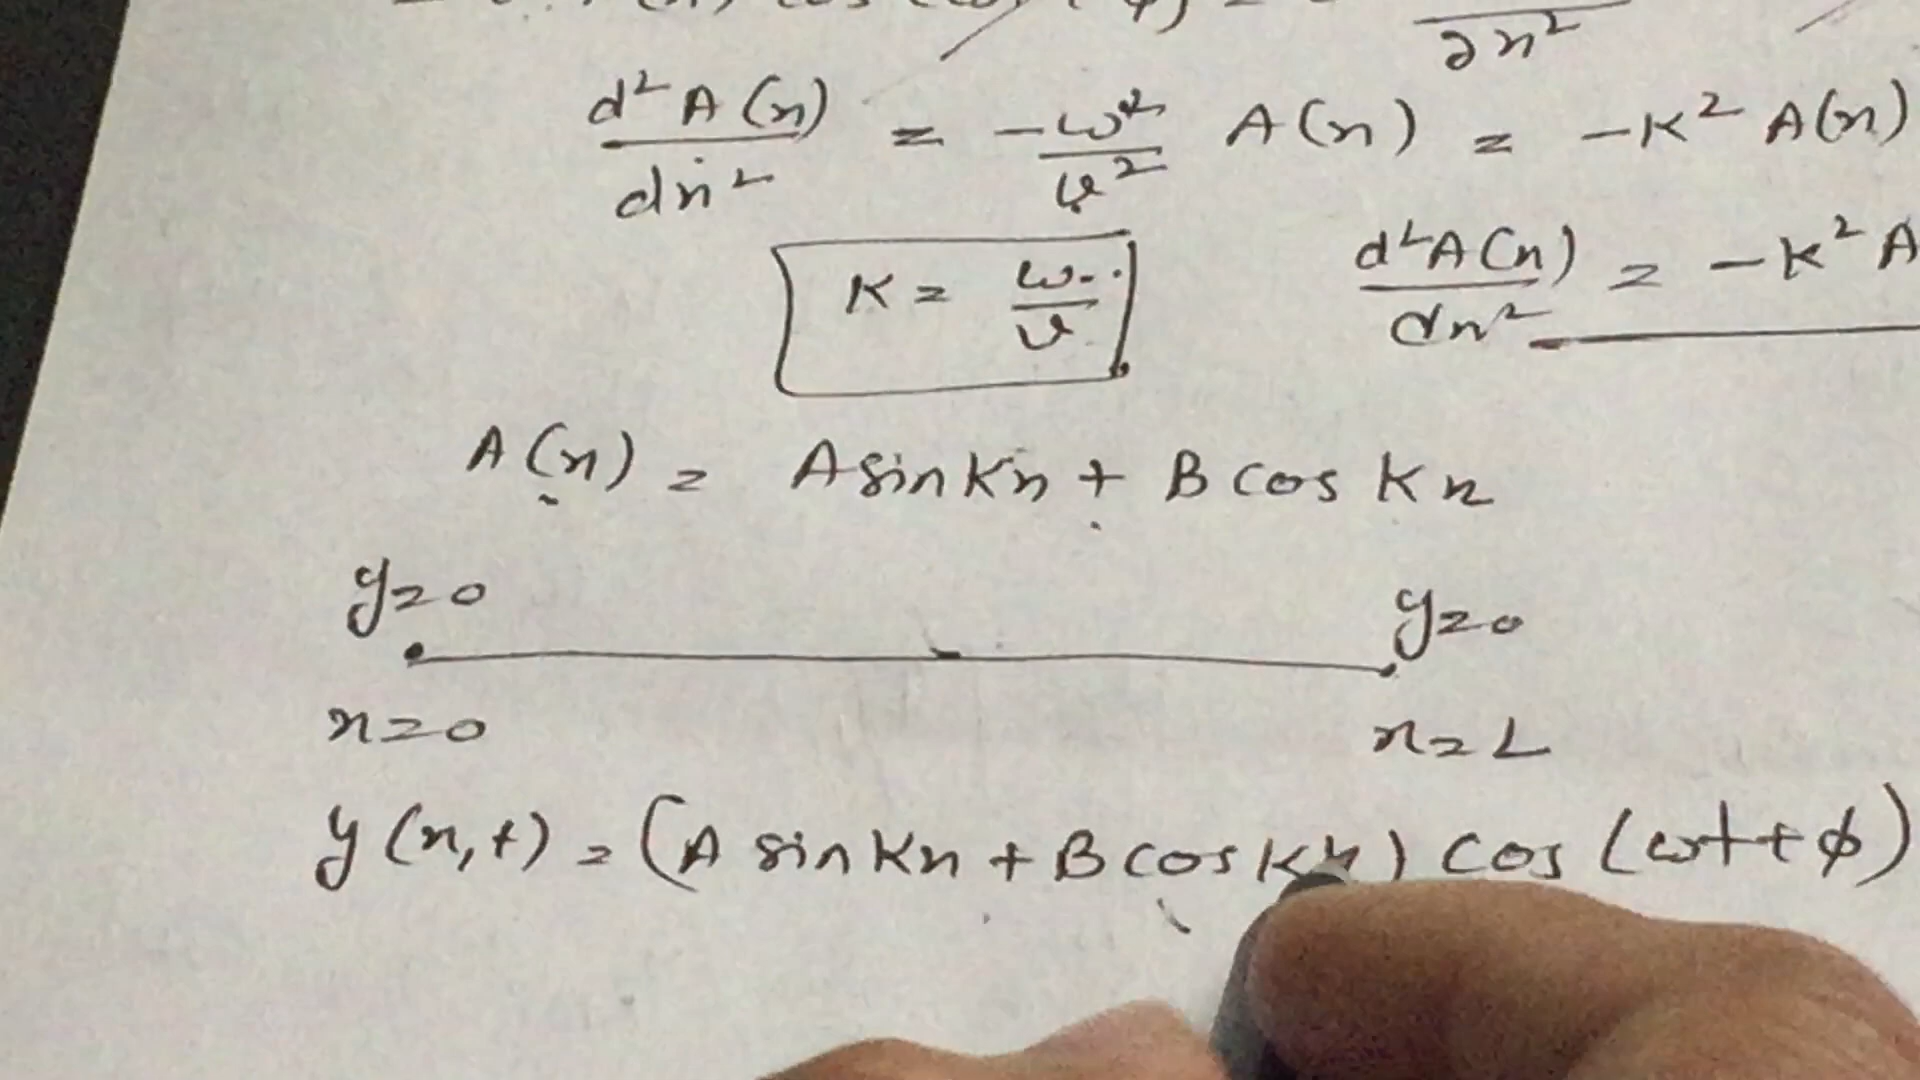 ∂x²
d²A(x)/dx² = -ω²/v² A(x) = -K² A(x)
K = ω/v
d²A(x)/dx² = -K² A
A(x) = A sin Kx + B cos Kx
y=0 y=0
x=0 x=L
y(x,t) = (A sin Kx + B cos Kx) cos (ωt + φ)